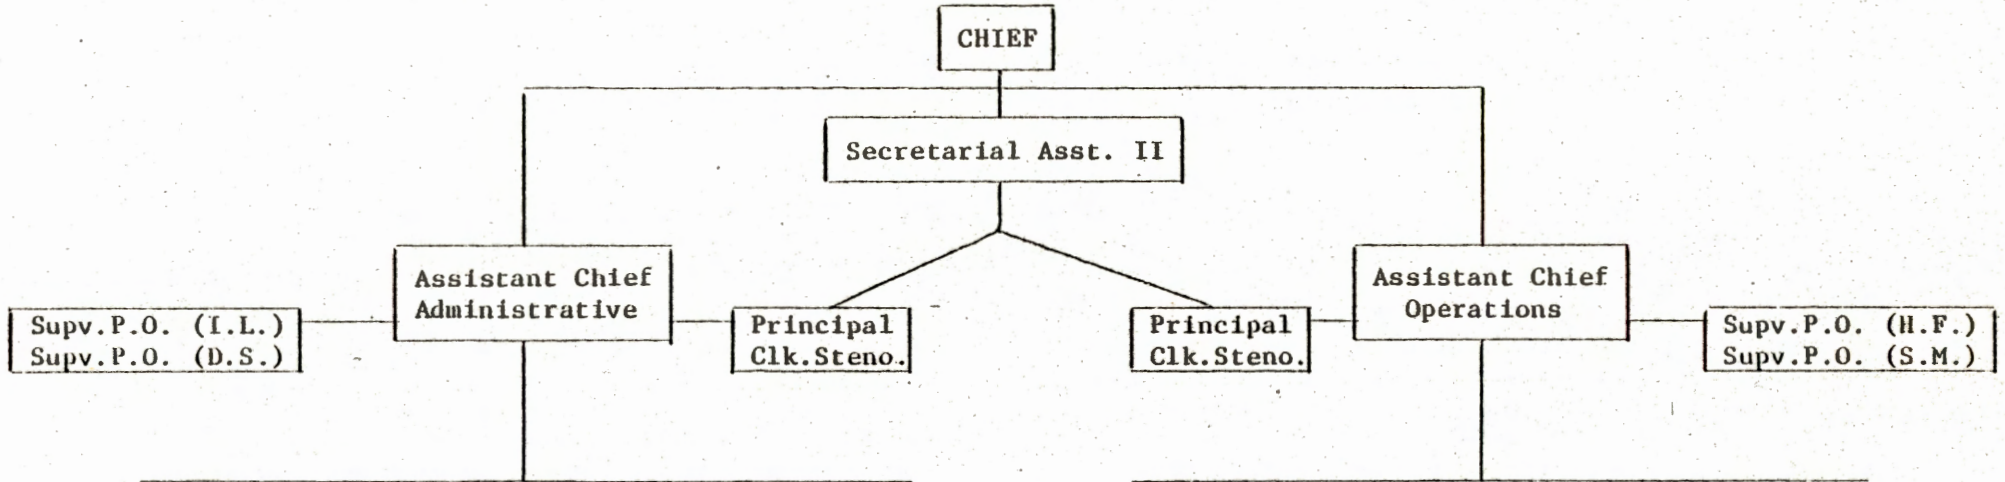 CHIEF
Secretarial Asst. II
Assistant Chief
Administrative
Assistant Chief
Operations
Supv.P.O. (I.L.)
Supv.P.O. (D.S.)
Principal
Clk.Steno.
Principal
Clk.Steno.
Supv.P.O. (H.F.)
Supv.P.O. (S.M.)